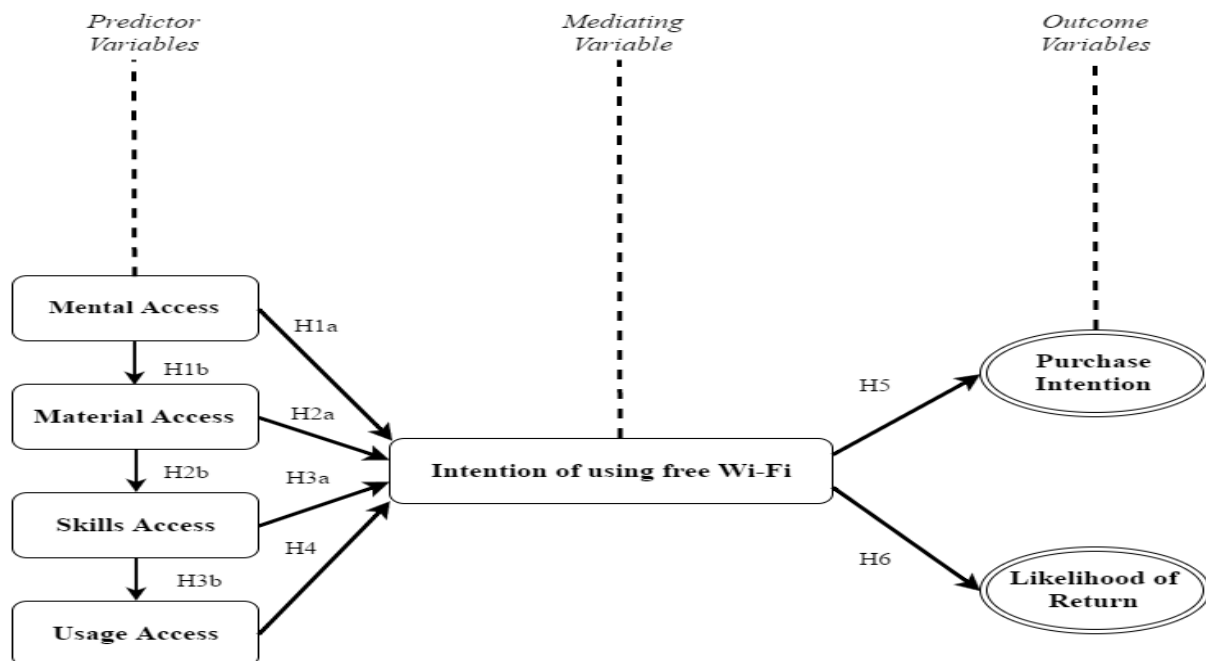 Predictor
Variables
Mediating
Variable
Outcome
Variables
Mental Access
H1a
H1b
Material Access
H2a
H2b
H3a
Skills Access
H4
H3b
Usage Access
Intention of using free Wi-Fi
H5
H6
Purchase
Intention
Likelihood of
Return